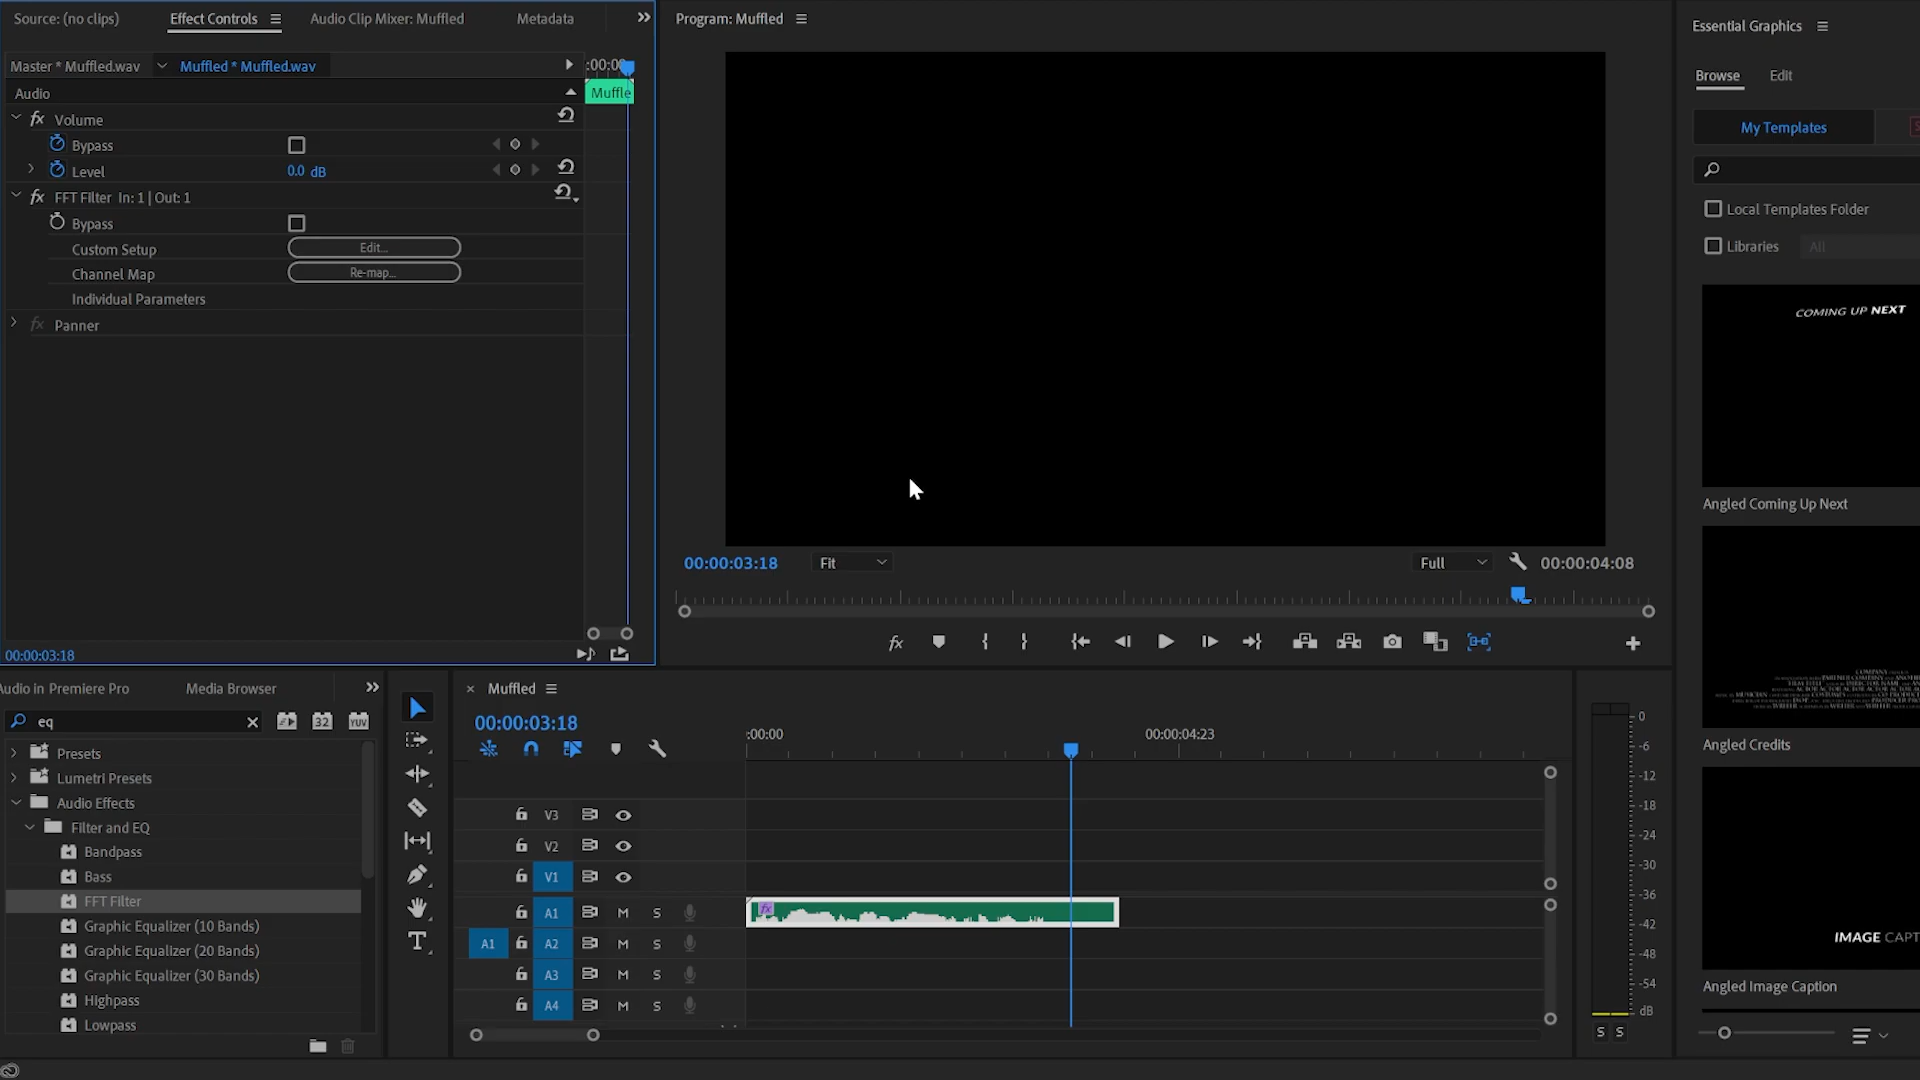 Source: (no clips)
Effect Controls
Audio Clip Mixer: Muffled
Metadata
Program: Muffled
Essential Graphics
Master * Muffled.wav
Muffled * Muffled.wav
:00:00
Browse
Edit
Audio
Muffle
Volume
My Templates
Bypass
Level
0.0 dB
FFT Filter In: 1 | Out: 1
Local Templates Folder
Bypass
Custom Setup
Edit...
Libraries
All
Channel Map
Re-map...
Individual Parameters
Panner
COMING UP NEXT
Angled Coming Up Next
00:00:03:18
Fit
Full
00:00:04:08
00:00:03:18
Audio in Premiere Pro
Media Browser
Muffled
eq
32
YUV
00:00:03:18
:00:00
00:00:04:23
Presets
Lumetri Presets
Audio Effects
Filter and EQ
Bandpass
Bass
FFT Filter
Graphic Equalizer (10 Bands)
Graphic Equalizer (20 Bands)
Graphic Equalizer (30 Bands)
Highpass
Lowpass
V3
V2
V1
A1 M S
fx
A1 A2 M S
A3 M S
A4 M S
0
-6
-12
-18
-24
-30
-36
-42
-48
-54
dB
S S
Angled Credits
IMAGE CAPT
Angled Image Caption